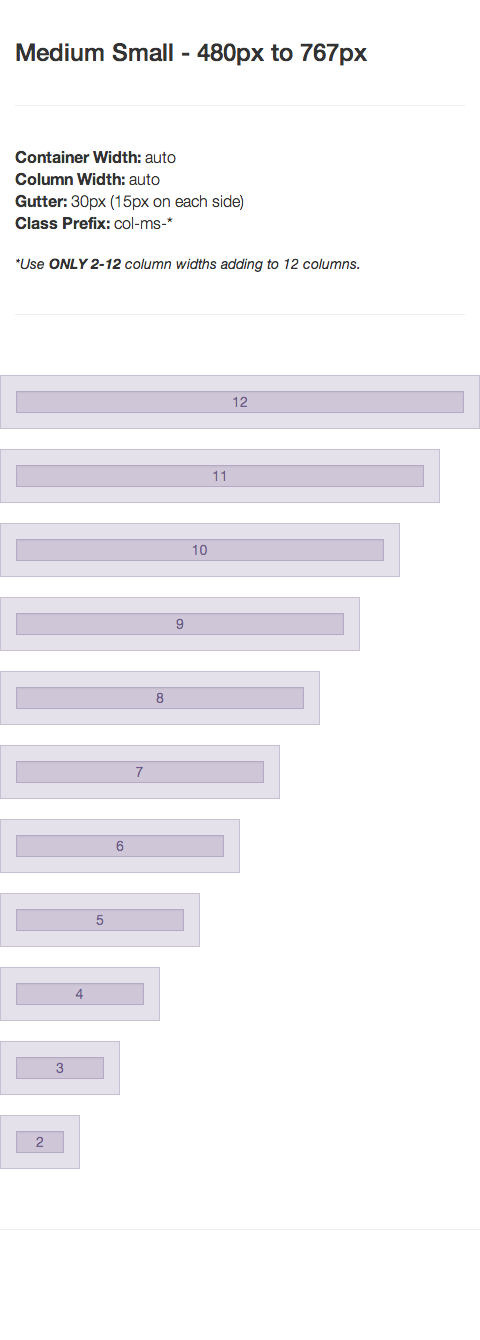 Medium Small - 480px to 767px
Container Width: auto
Column Width: auto
Gutter: 30px (15px on each side)
Class Prefix: col-ms-*
*Use ONLY 2-12 column widths adding to 12 columns.
12
11
10
9
8
7
6
5
4
3
2